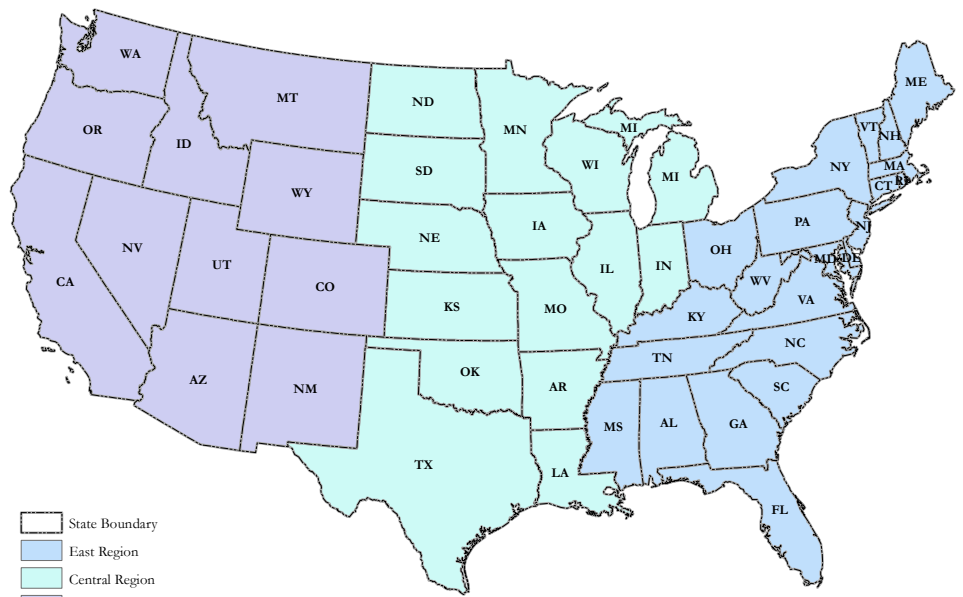 WA
ME
MT
ND
VT
MN
OR
MI
NH
ID
WI
NY
MA
SD
MI
CT
RI
WY
IA
PA
NJ
NE
NV
OH
MD
DE
UT
IL
IN
WV
CA
CO
VA
KS
MO
KY
NC
TN
OK
AZ
NM
AR
SC
MS
AL
GA
TX
LA
FL
State Boundary
East Region
Central Region